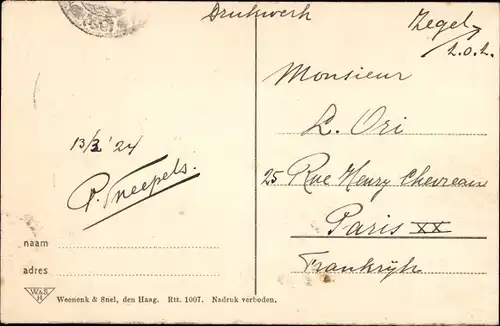 Drukwerk
Zegel
z.o.z.
Monsieur
L. Ori
25 Rue Henry Chevreau
Paris XX
Frankrijk
13/3 '24
P. Sneepels.
naam
adres
W&S
H
Weenenk & Snel, den Haag. Rtt. 1007. Nadruk verboden.